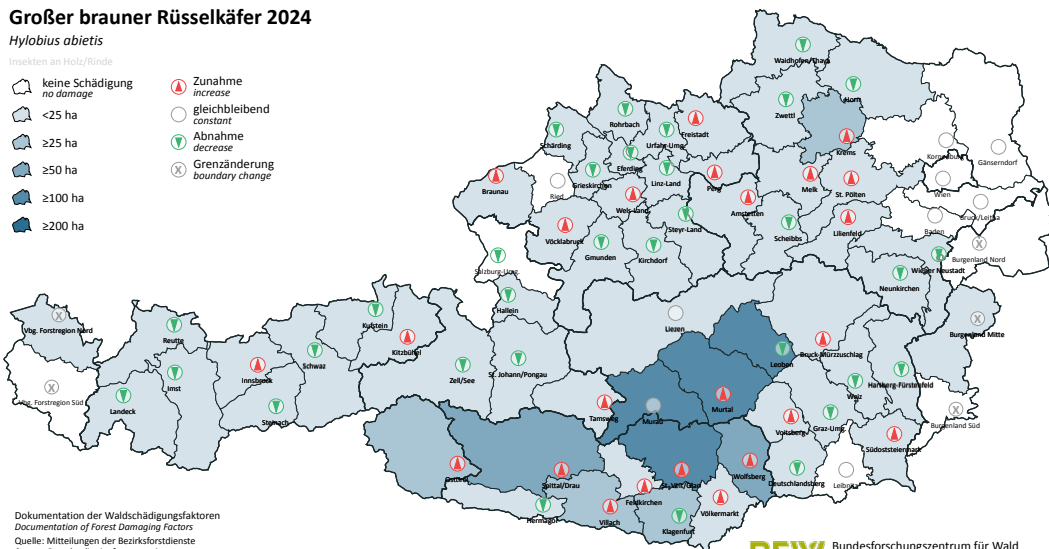 Großer brauner Rüsselkäfer 2024
Hylobius abietis
Insekten an Holz/Rinde
keine Schädigung
no damage
<25 ha
≥25 ha
≥50 ha
≥100 ha
≥200 ha
Zunahme
increase
gleichbleibend
constant
Abnahme
decrease
Grenzänderung
boundary change
Waidhofen/Thaya
Horn
Zwettl
Krems
Rohrbach
Freistadt
Schärding
Urfahr-Umg.
Eferding
Korneuburg
Gänserndorf
Grieskirchen
Linz-Land
Perg
Melk
St. Pölten
Wien
Braunau
Ried
Wels-Land
Amstetten
Bruck/Leitha
Steyr-Land
Vöcklabruck
Scheibbs
Lilienfeld
Baden
Gmunden
Kirchdorf
Burgenland Nord
Salzburg-Umg.
Wiener Neustadt
Neunkirchen
Hallein
Liezen
Vbg. Forstregion Nord
Reutte
Kufstein
Kitzbühel
Burgenland Mitte
Leoben
Bruck-Mürzzuschlag
Innsbruck
Schwaz
Zell/See
St. Johann/Pongau
Imst
Vbg. Forstregion Süd
Landeck
Steinach
Tamsweg
Murau
Murtal
Weiz
Hartberg-Fürstenfeld
Voitsberg
Graz-Umg.
Burgenland Süd
Südoststeiermark
Osttirol
Spittal/Drau
St. Veit/Glan
Wolfsberg
Deutschlandsberg
Leibnitz
Feldkirchen
Hermagor
Villach
Klagenfurt
Völkermarkt
Dokumentation der Waldschädigungsfaktoren
Documentation of Forest Damaging Factors
Quelle: Mitteilungen der Bezirksforstdienste
BFW
Bundesforschungszentrum für Wald